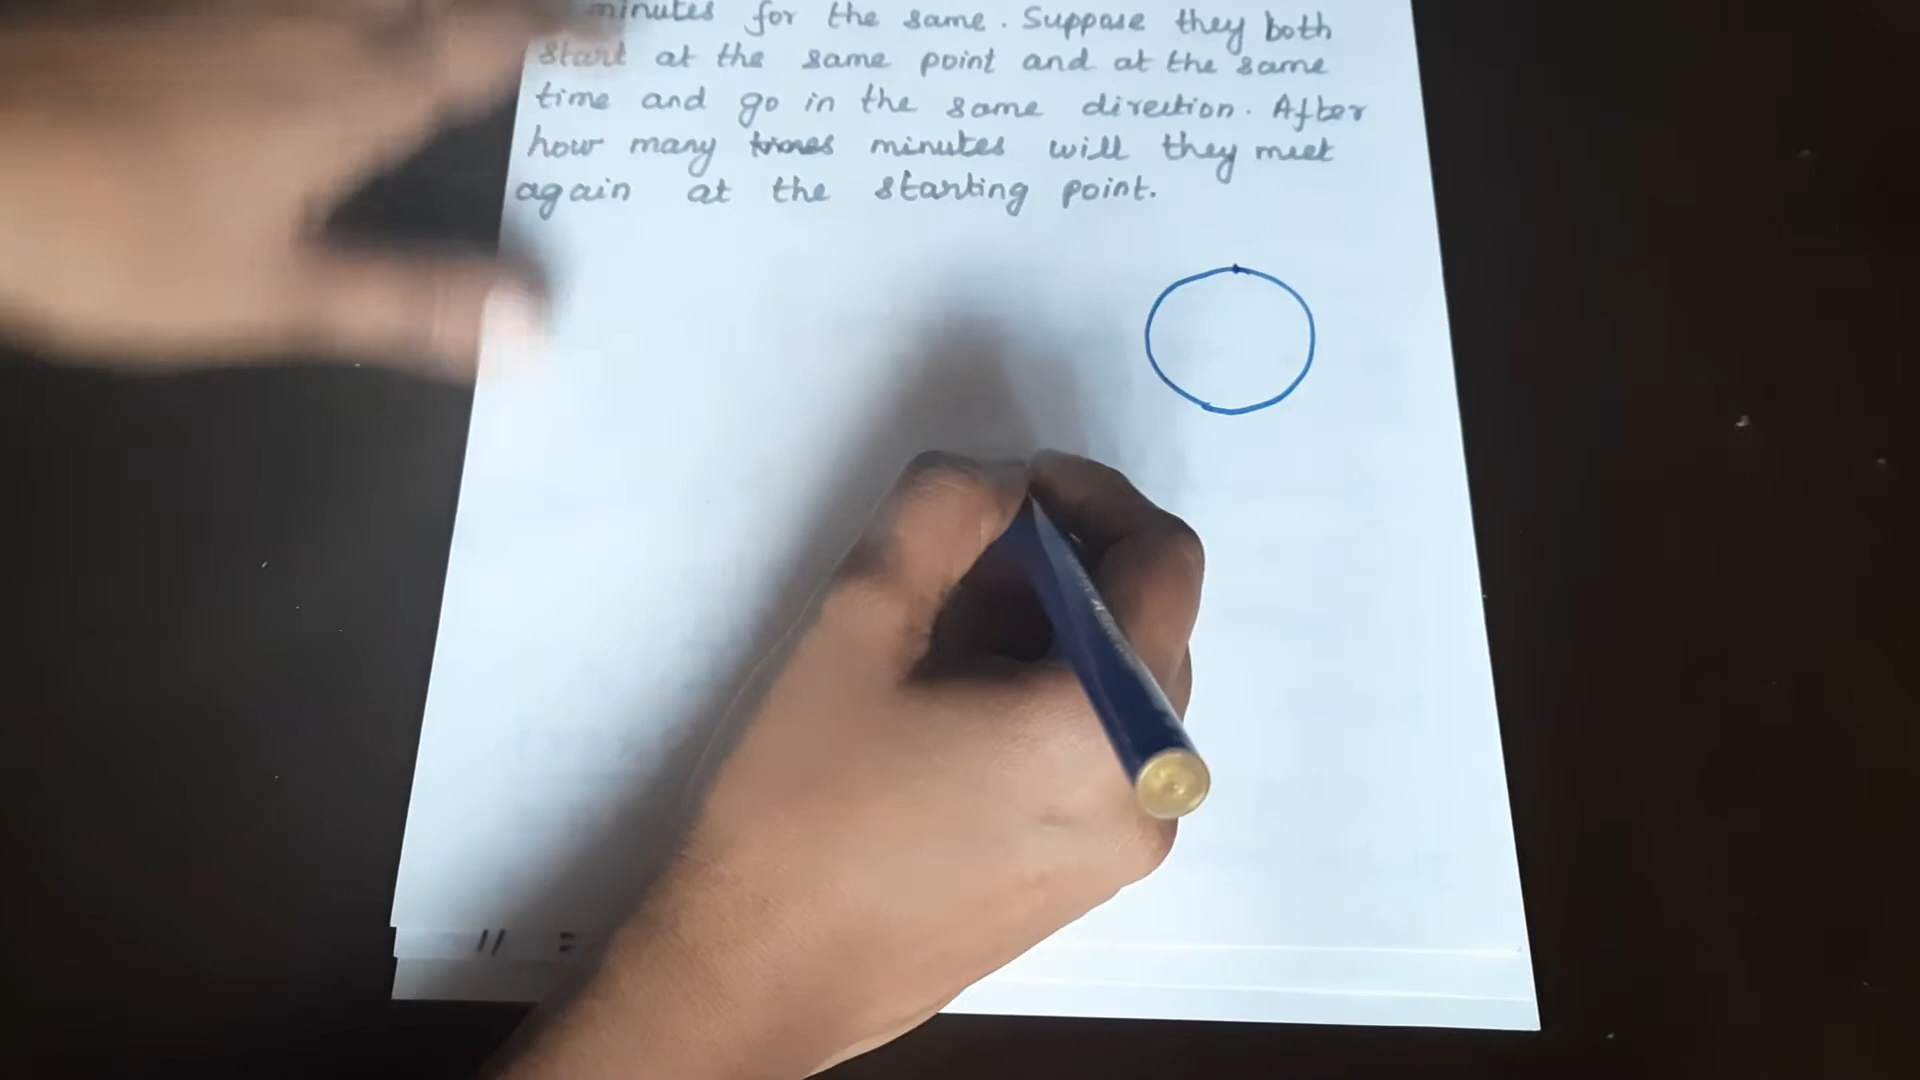 minutes for the same. Suppose they both
start at the same point and at the same
time and go in the same direction. After
how many times minutes will they meet
again at the starting point.
11 =